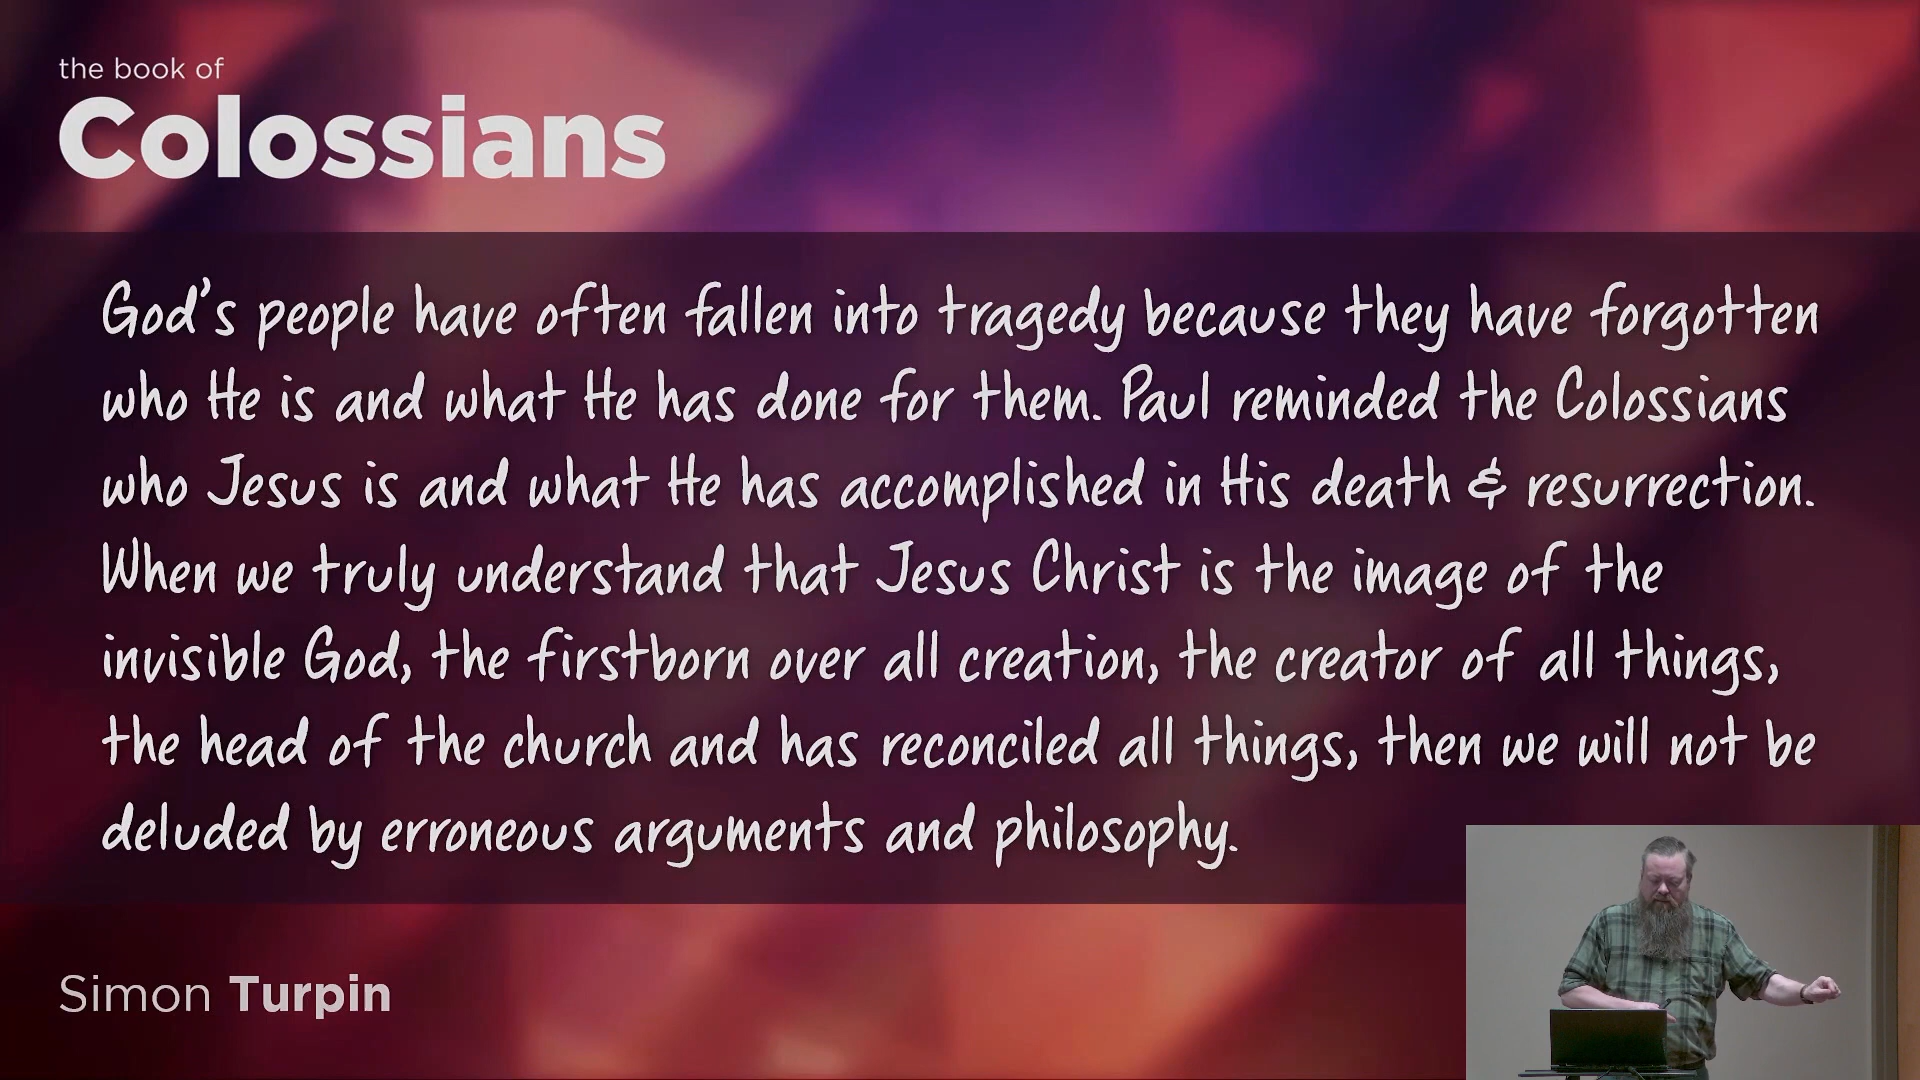 the book of
Colossians
God's people have often fallen into tragedy because they have forgotten
who He is and what He has done for them. Paul reminded the Colossians
who Jesus is and what He has accomplished in His death & resurrection.
When we truly understand that Jesus Christ is the image of the
invisible God, the firstborn over all creation, the creator of all things,
the head of the church and has reconciled all things, then we will not be
deluded by erroneous arguments and philosophy.
Simon Turpin